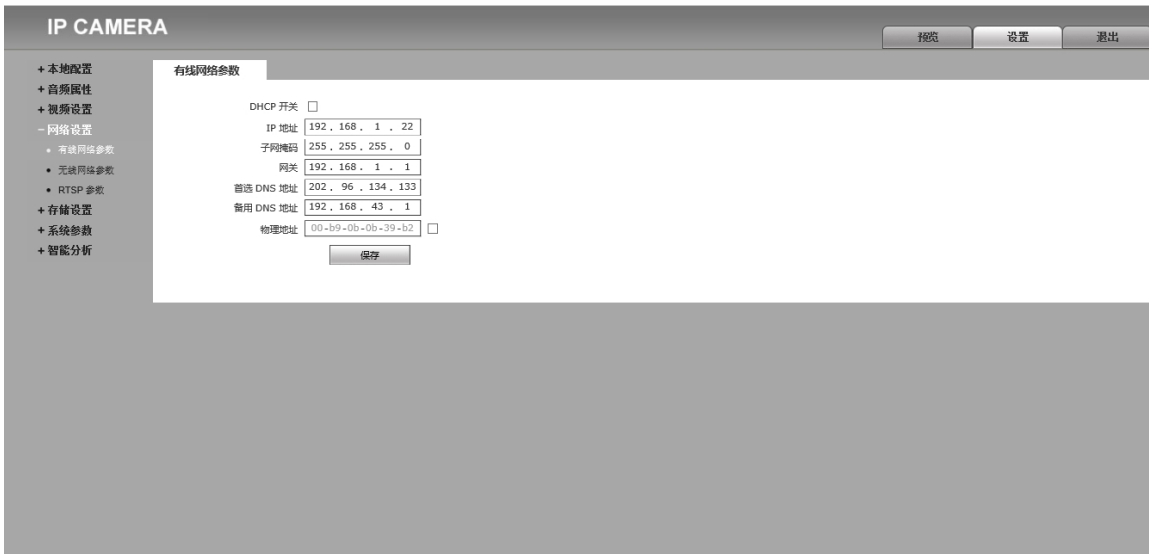 IP CAMERA
预览
设置
退出
+ 本地配置
+ 音频属性
+ 视频设置
- 网络设置
• 有线网络参数
• 无线网络参数
• RTSP 参数
+ 存储设置
+ 系统参数
+ 智能分析
有线网络参数
DHCP 开关
IP 地址 192 . 168 . 1 . 22
子网掩码 255 . 255 . 255 . 0
网关 192 . 168 . 1 . 1
首选 DNS 地址 202 . 96 . 134 . 133
备用 DNS 地址 192 . 168 . 43 . 1
物理地址 00-b9-0b-0b-39-b2
保存